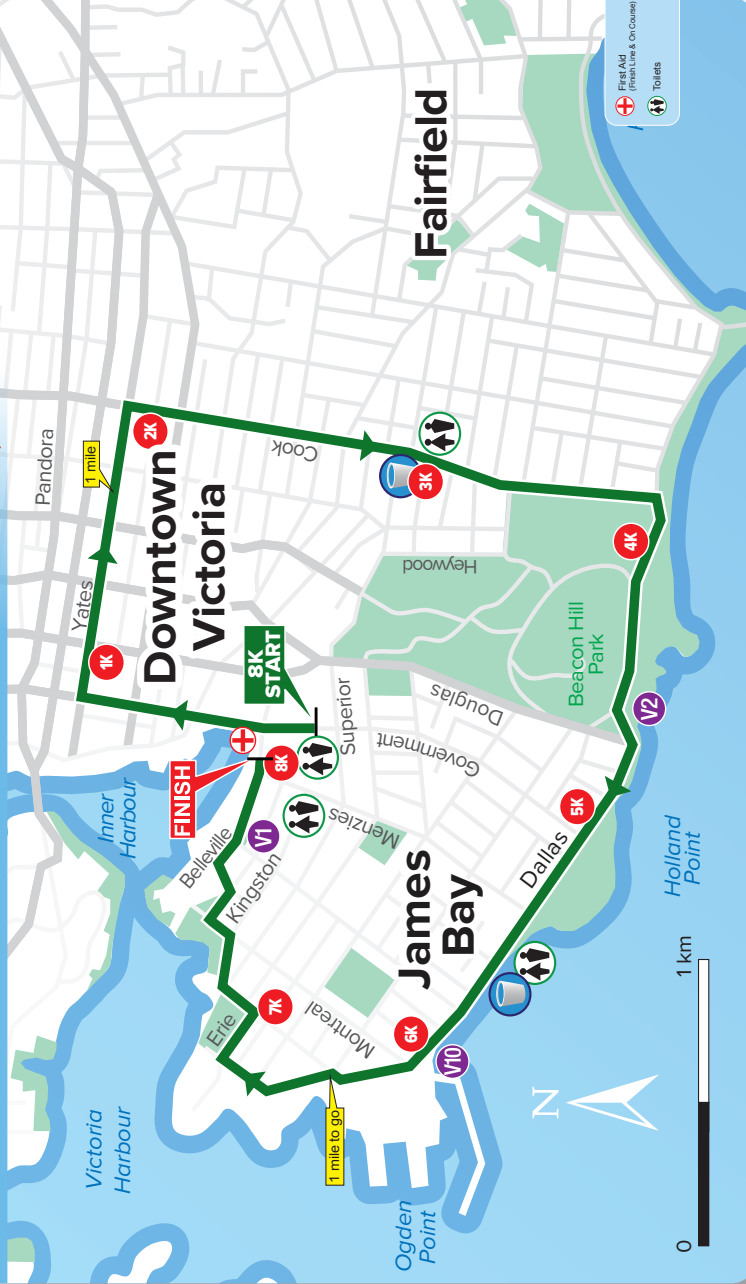 First Aid
(Finish Line & On Course)
Toilets
Fairfield
Pandora
1 mile
2K
Cook
3K
Yates
Downtown
Victoria
1K
8K
START
Heywood
4K
Beacon Hill
Park
Superior
Douglas
Government
V2
FINISH
8K
Inner
Harbour
Belleville
V1
Kingston
Menzies
5K
Dallas
Holland
Point
James
Bay
7K
Erie
Montreal
6K
V10
1 mile to go
Victoria
Harbour
Ogden
Point
N
0
1 km